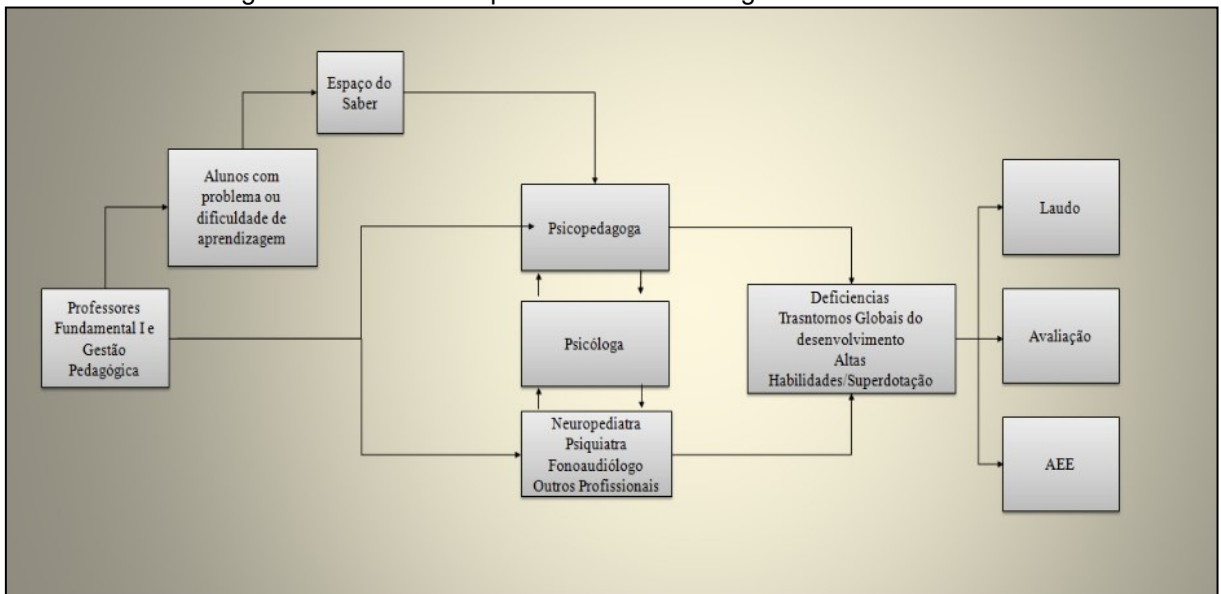 Espaço do
Saber
Alunos com
problema ou
dificuldade de
aprendizagem
Professores
Fundamental I e
Gestão
Pedagógica
Psicopedagoga
Psicóloga
Neuropediatra
Psiquiatra
Fonoaudiólogo
Outros Profissionais
Deficiencias
Trasntornos Globais do
desenvolvimento
Altas
Habilidades/Superdotação
Laudo
Avaliação
AEE